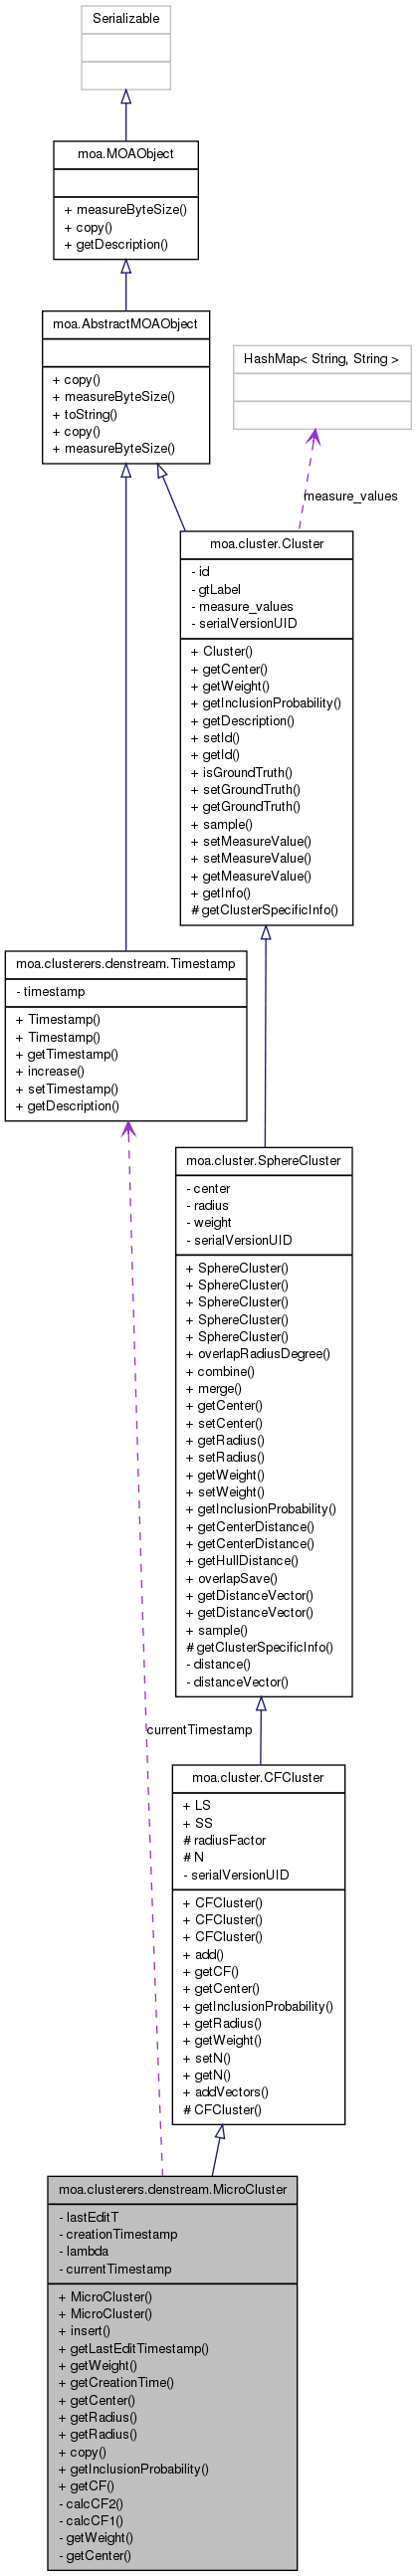 Serializable
moa.MOAObject
+ measureByteSize()
+ copy()
+ getDescription()
moa.AbstractMOAObject
+ copy()
+ measureByteSize()
+ toString()
+ copy()
+ measureByteSize()
HashMap< String, String >
measure_values
moa.cluster.Cluster
- id
- gtLabel
- measure_values
- serialVersionUID
+ Cluster()
+ getCenter()
+ getWeight()
+ getInclusionProbability()
+ getDescription()
+ setId()
+ getId()
+ isGroundTruth()
+ setGroundTruth()
+ getGroundTruth()
+ sample()
+ setMeasureValue()
+ setMeasureValue()
+ getMeasureValue()
+ getInfo()
# getClusterSpecificInfo()
moa.clusterers.denstream.Timestamp
- timestamp
+ Timestamp()
+ Timestamp()
+ getTimestamp()
+ increase()
+ setTimestamp()
+ getDescription()
moa.cluster.SphereCluster
- center
- radius
- weight
- serialVersionUID
+ SphereCluster()
+ SphereCluster()
+ SphereCluster()
+ SphereCluster()
+ SphereCluster()
+ overlapRadiusDegree()
+ combine()
+ merge()
+ getCenter()
+ setCenter()
+ getRadius()
+ setRadius()
+ getWeight()
+ setWeight()
+ getInclusionProbability()
+ getCenterDistance()
+ getCenterDistance()
+ getHullDistance()
+ overlapSave()
+ getDistanceVector()
+ getDistanceVector()
+ sample()
# getClusterSpecificInfo()
- distance()
- distanceVector()
currentTimestamp
moa.cluster.CFCluster
+ LS
+ SS
# radiusFactor
# N
- serialVersionUID
+ CFCluster()
+ CFCluster()
+ CFCluster()
+ add()
+ getCF()
+ getCenter()
+ getInclusionProbability()
+ getRadius()
+ getWeight()
+ setN()
+ getN()
+ addVectors()
# CFCluster()
moa.clusterers.denstream.MicroCluster
- lastEditT
- creationTimestamp
- lambda
- currentTimestamp
+ MicroCluster()
+ MicroCluster()
+ insert()
+ getLastEditTimestamp()
+ getWeight()
+ getCreationTime()
+ getCenter()
+ getRadius()
+ getRadius()
+ copy()
+ getInclusionProbability()
+ getCF()
- calcCF2()
- calcCF1()
- getWeight()
- getCenter()